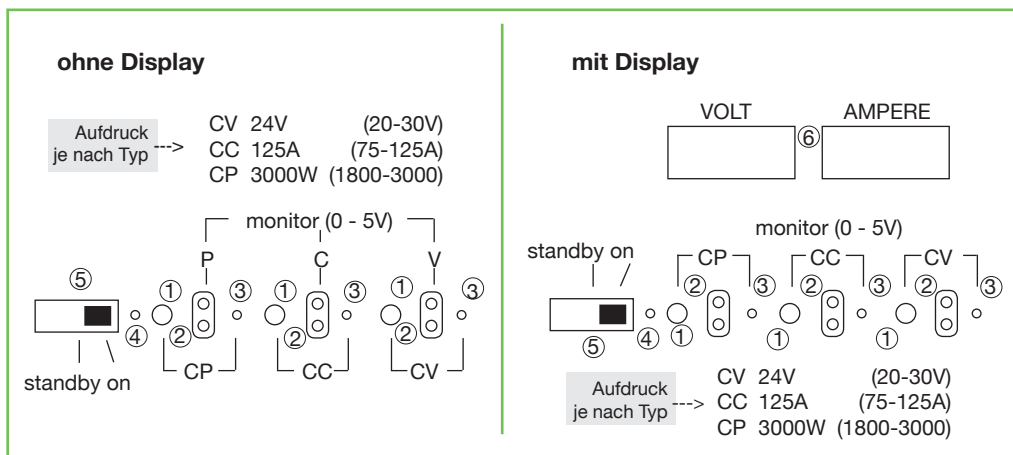 ohne Display
Aufdruck
je nach Typ
--->
CV 24V (20-30V)
CC 125A (75-125A)
CP 3000W (1800-3000)
monitor (0 - 5V)
P C V
⑤ ① ③ ① ③ ① ③
④ ② ② ②
CP CC CV
standby on
mit Display
VOLT ⑥ AMPERE
monitor (0 - 5V)
standby on
CP CC CV
② ③ ② ③ ② ③
⑤ ④ ① ① ①
Aufdruck
je nach Typ
--->
CV 24V (20-30V)
CC 125A (75-125A)
CP 3000W (1800-3000)